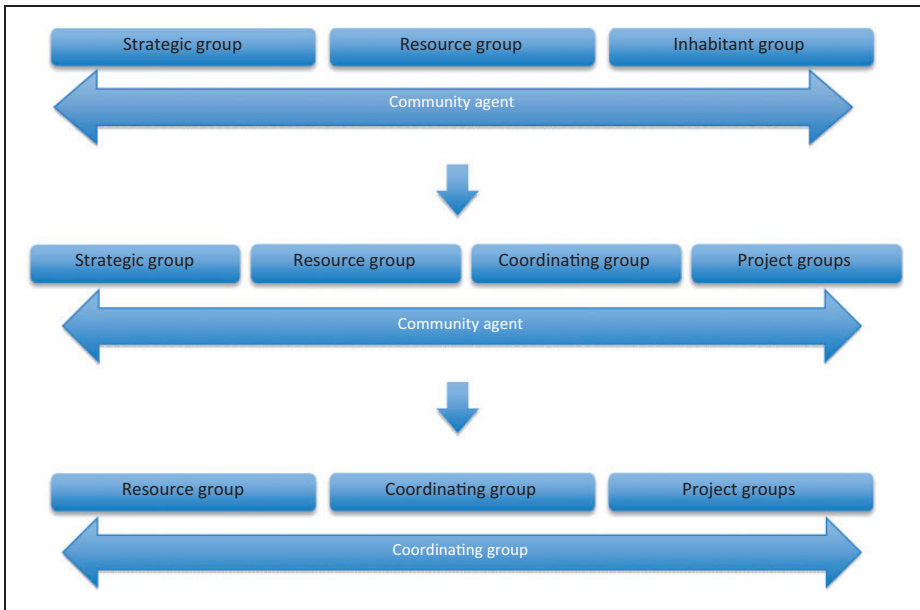 Strategic group
Resource group
Inhabitant group
Community agent
Strategic group
Resource group
Coordinating group
Project groups
Community agent
Resource group
Coordinating group
Project groups
Coordinating group